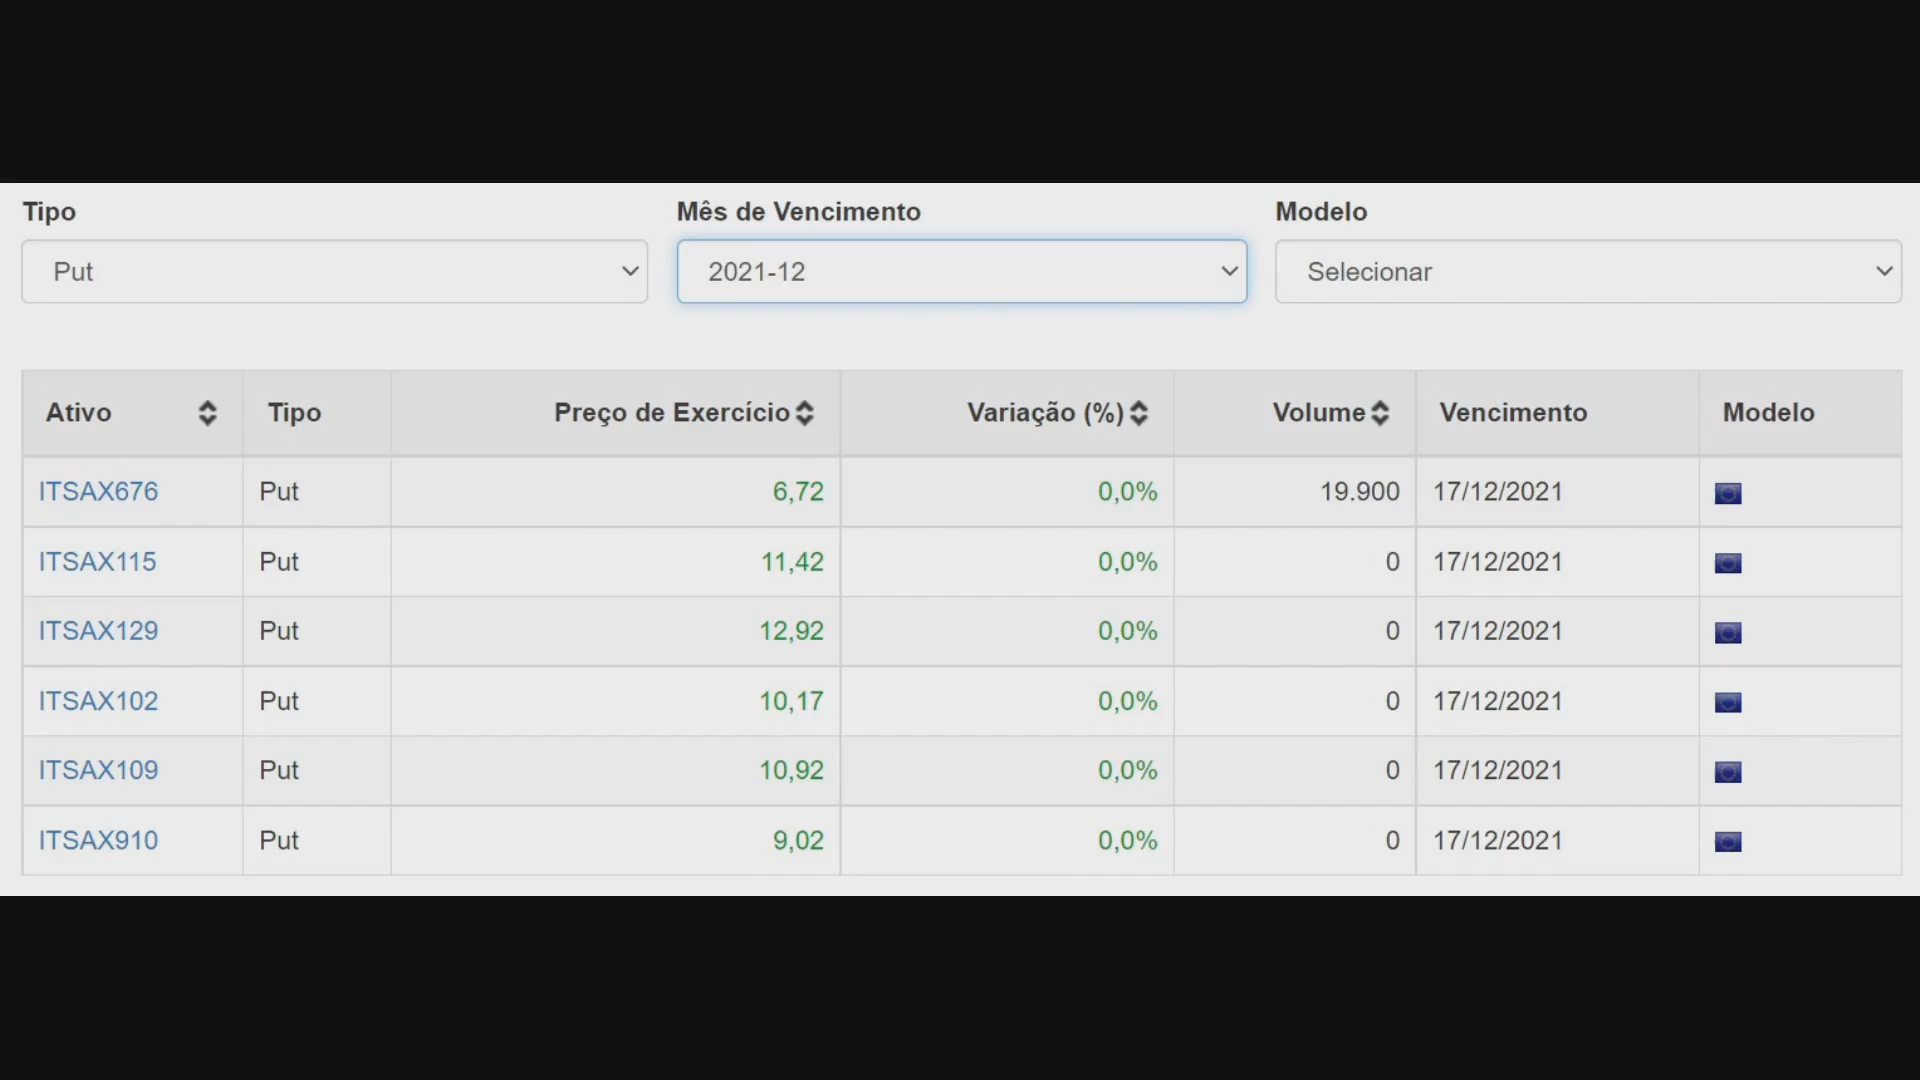 Tipo Mês de Vencimento Modelo
Put 2021-12 Selecionar
Ativo Tipo Preço de Exercício Variação (%) Volume Vencimento Modelo
ITSAX676 Put 6,72 0,0% 19.900 17/12/2021
ITSAX115 Put 11,42 0,0% 0 17/12/2021
ITSAX129 Put 12,92 0,0% 0 17/12/2021
ITSAX102 Put 10,17 0,0% 0 17/12/2021
ITSAX109 Put 10,92 0,0% 0 17/12/2021
ITSAX910 Put 9,02 0,0% 0 17/12/2021